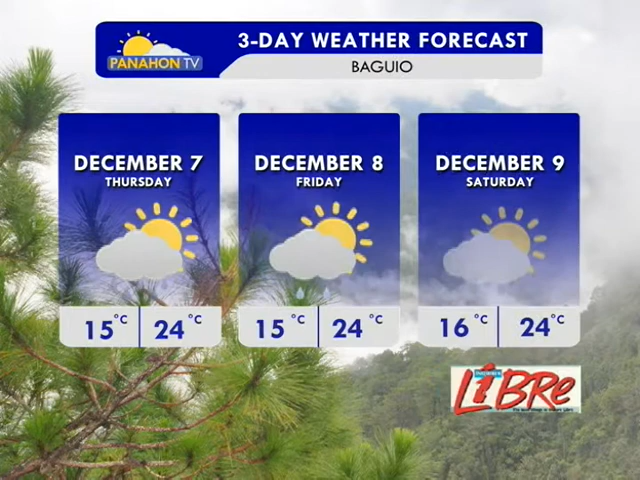 PANAHON TV
3-DAY WEATHER FORECAST
BAGUIO
DECEMBER 7
THURSDAY
15°C 24°C
DECEMBER 8
FRIDAY
15°C 24°C
DECEMBER 9
SATURDAY
16°C 24°C
LiBRe